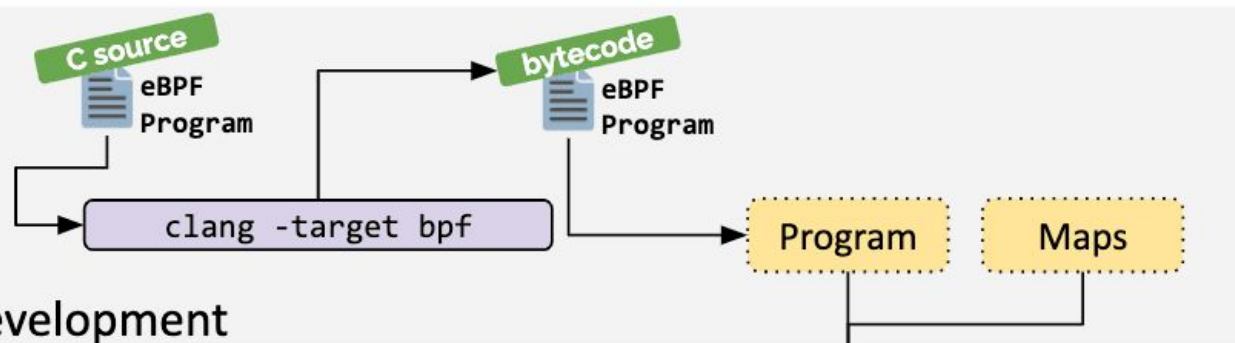 C source
eBPF
Program
bytecode
eBPF
Program
clang -target bpf
Program
Maps
evelopment